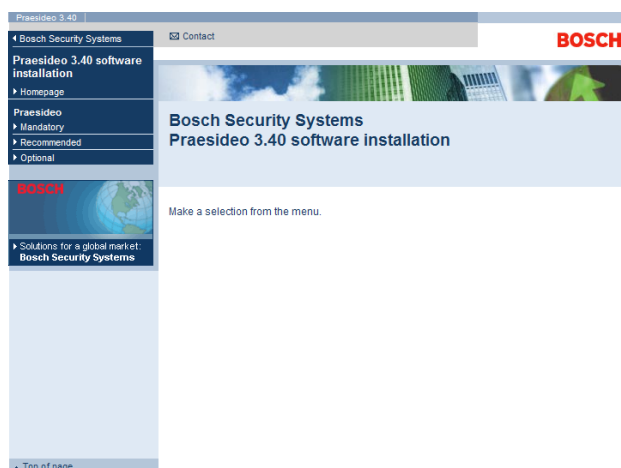 Praesideo 3.40
Bosch Security Systems
Contact
BOSCH
Praesideo 3.40 software
installation
Homepage
Praesideo
Mandatory
Recommended
Optional
Bosch Security Systems
Praesideo 3.40 software installation
BOSCH
Make a selection from the menu.
Solutions for a global market:
Bosch Security Systems
Top of page